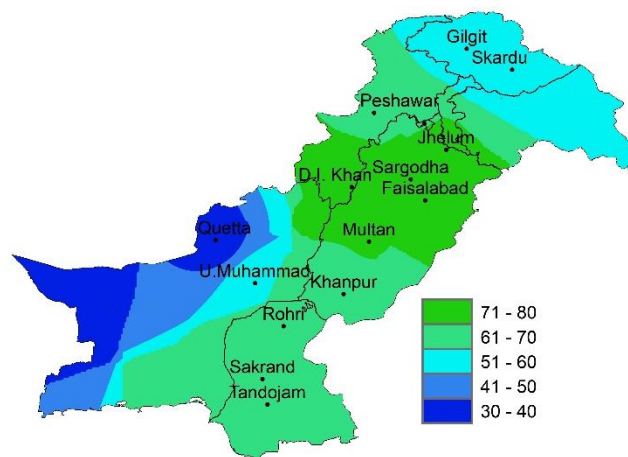 Gilgit
Skardu
Peshawar
Jhelum
Sargodha
D.I. Khan
Faisalabad
Quetta
Multan
U.Muhammad
Khanpur
Rohri
Sakrand
Tandojam
71 - 80
61 - 70
51 - 60
41 - 50
30 - 40